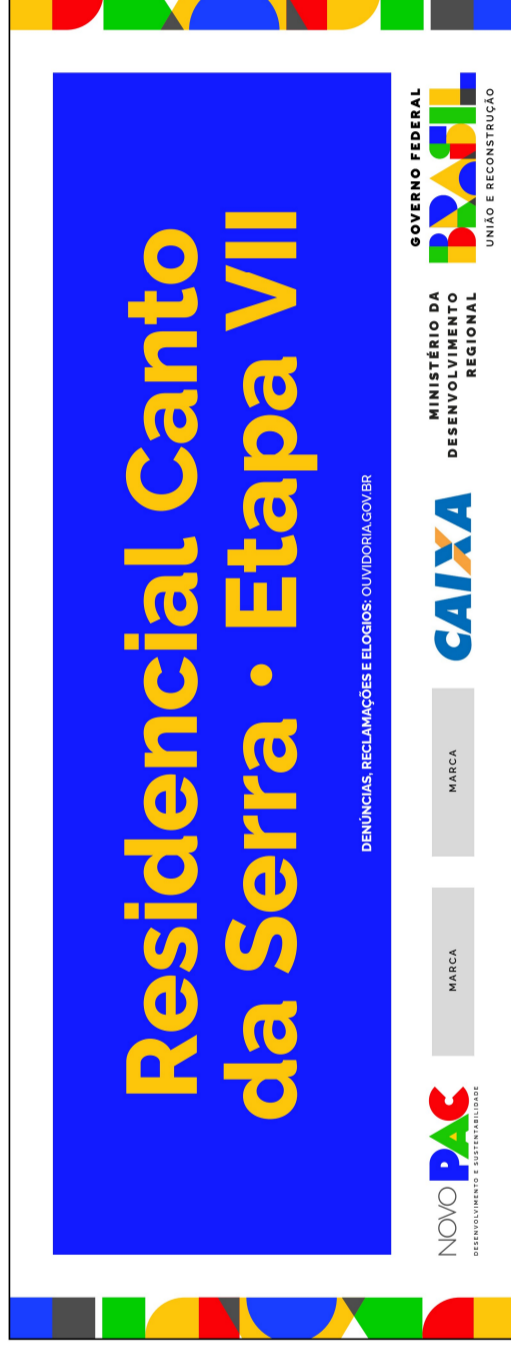 Residencial Canto
da Serra • Etapa VII
DENÚNCIAS, RECLAMAÇÕES E ELOGIOS: OUVIDORIA.GOV.BR
NOVO PAC
DESENVOLVIMENTO E SUSTENTABILIDADE
MARCA
MARCA
CAIXA
MINISTÉRIO DA
DESENVOLVIMENTO
REGIONAL
GOVERNO FEDERAL
BRASIL
UNIÃO E RECONSTRUÇÃO